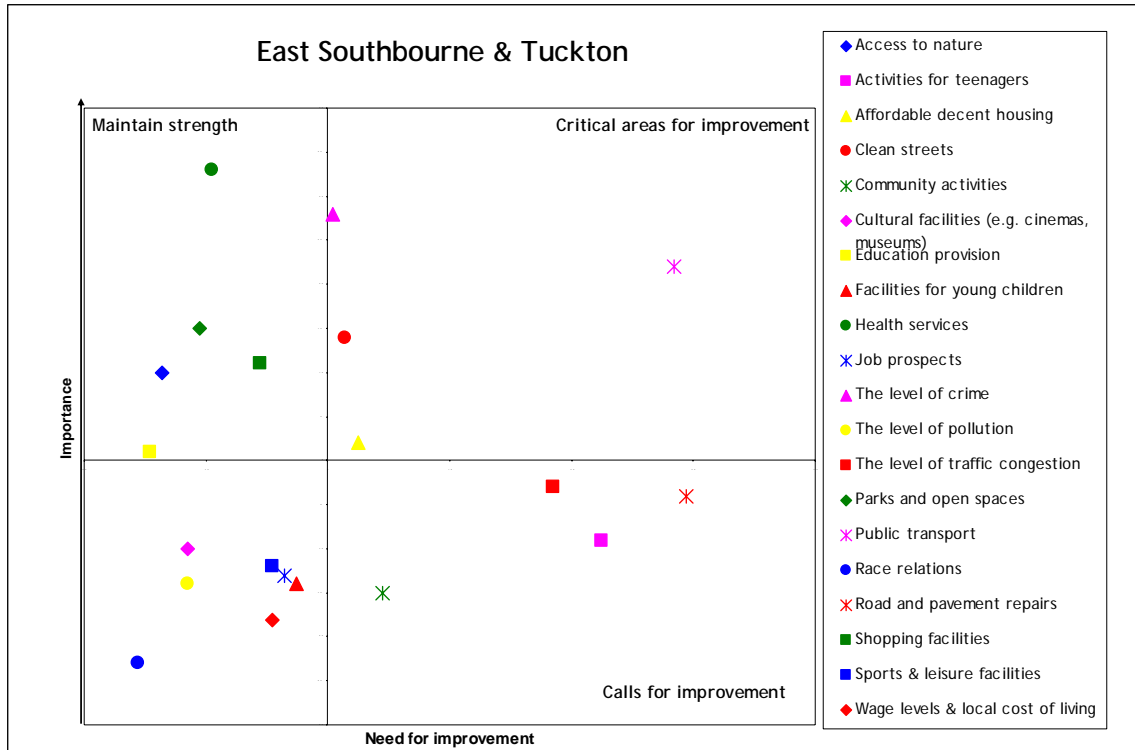 East Southbourne & Tuckton
Maintain strength
Critical areas for improvement
Importance
Calls for improvement
Need for improvement
Access to nature
Activities for teenagers
Affordable decent housing
Clean streets
Community activities
Cultural facilities (e.g. cinemas,
museums)
Education provision
Facilities for young children
Health services
Job prospects
The level of crime
The level of pollution
The level of traffic congestion
Parks and open spaces
Public transport
Race relations
Road and pavement repairs
Shopping facilities
Sports & leisure facilities
Wage levels & local cost of living